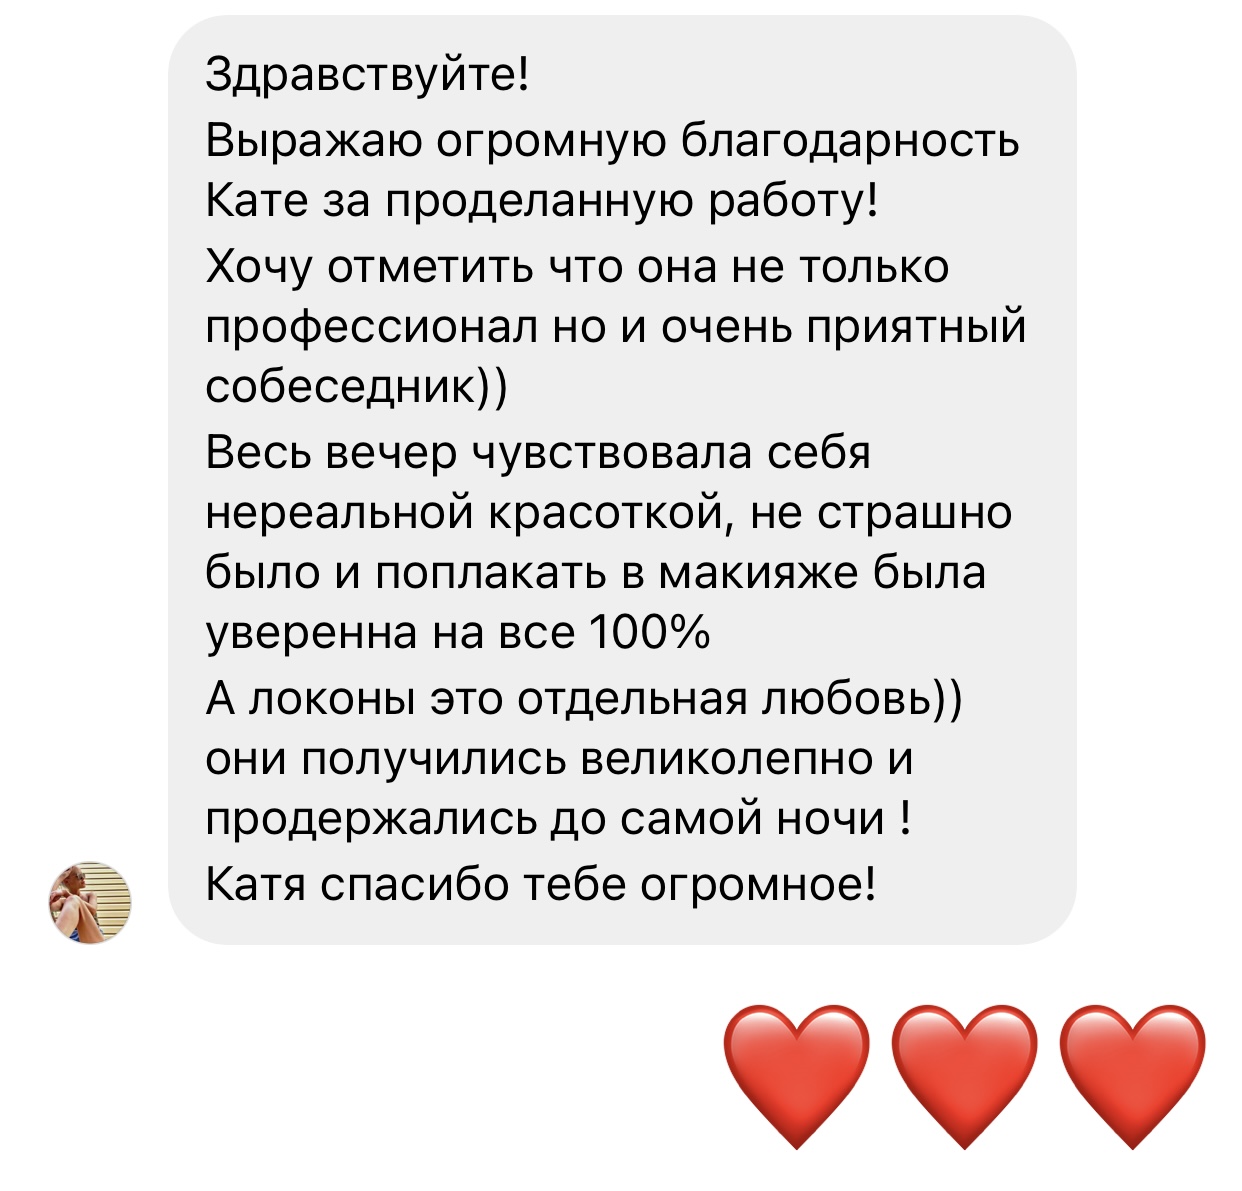 Здравствуйте!
Выражаю огромную благодарность
Кате за проделанную работу!
Хочу отметить что она не только
профессионал но и очень приятный
собеседник))
Весь вечер чувствовала себя
нереальной красоткой, не страшно
было и поплакать в макияже была
уверенна на все 100%
А локоны это отдельная любовь))
они получились великолепно и
продержались до самой ночи !
Катя спасибо тебе огромное!